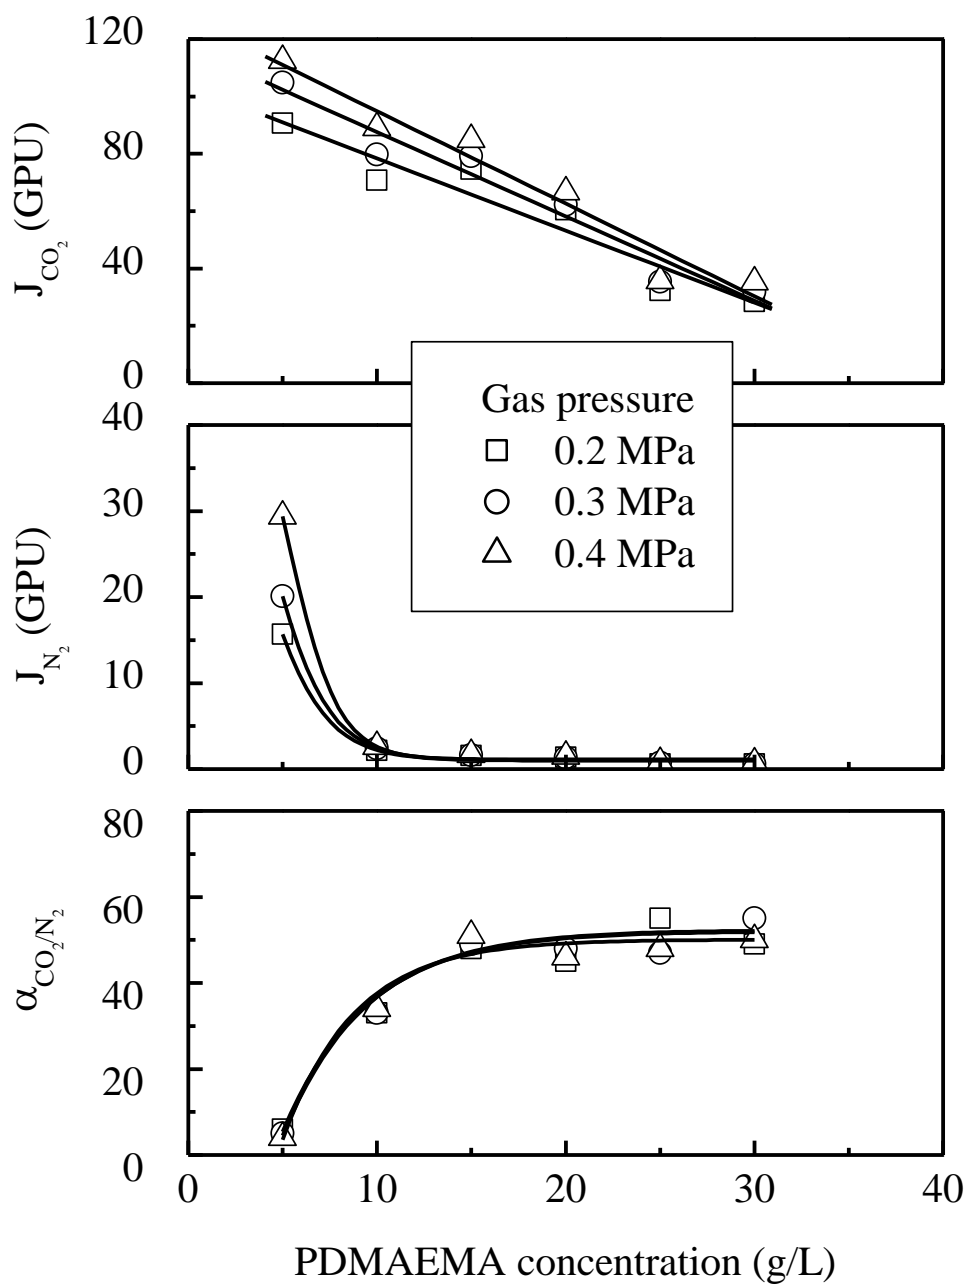 120
80
40
0
J_CO₂ (GPU)
Gas pressure
0.2 MPa
0.3 MPa
0.4 MPa
40
30
20
10
0
J_N₂ (GPU)
80
60
40
20
0
α_CO₂/N₂
0 10 20 30 40
PDMAEMA concentration (g/L)